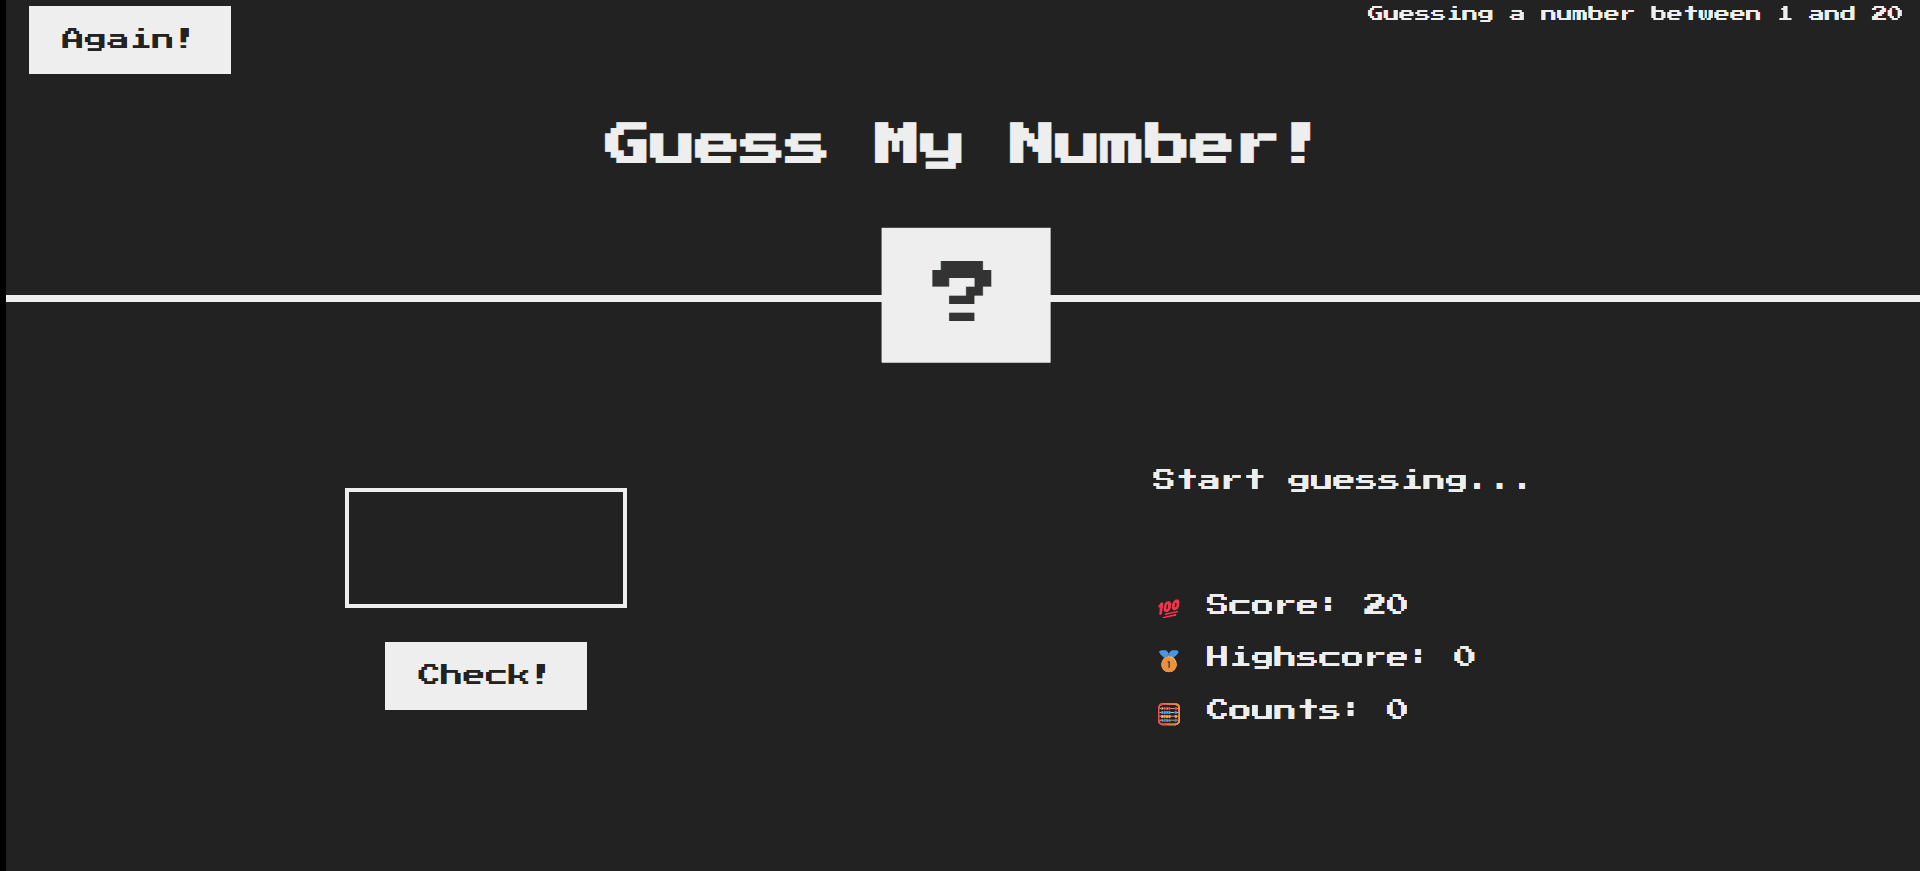 Again!
Guessing a number between 1 and 20
Guess My Number!
?
Start guessing...
Check!
💯 Score: 20
🥇 Highscore: 0
🧮 Counts: 0